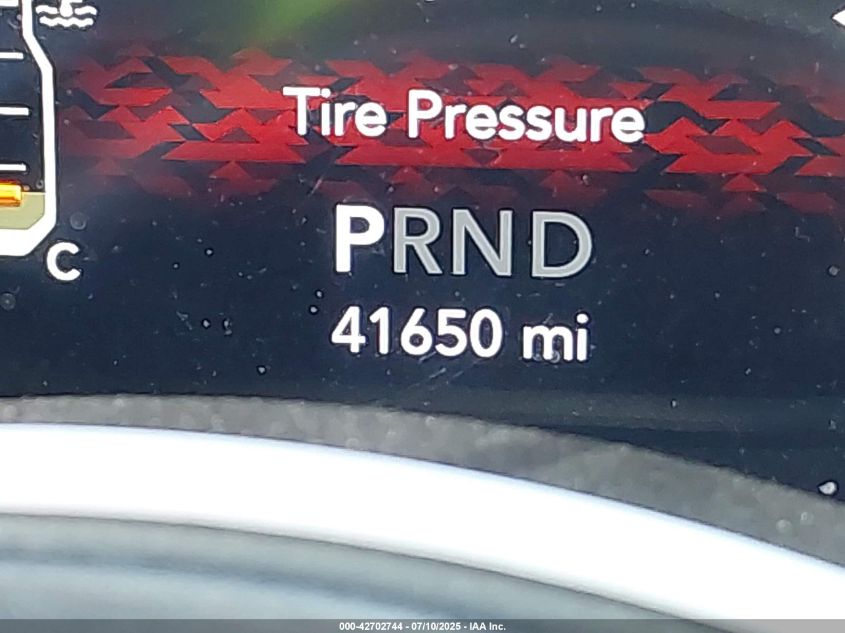 Tire Pressure
PRND
C
41650 mi
000-42702744 - 07/10/2025 - IAA Inc.